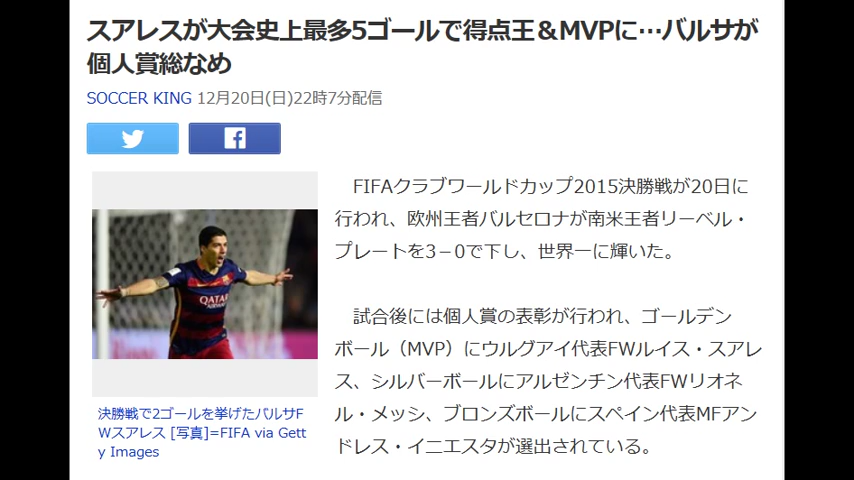 スアレスが大会史上最多5ゴールで得点王＆MVPに…バルサが
個人賞総なめ
SOCCER KING 12月20日(日)22時7分配信
FIFAクラブワールドカップ2015決勝戦が20日に
行われ、欧州王者バルセロナが南米王者リーベル・
プレートを3－0で下し、世界一に輝いた。
試合後には個人賞の表彰が行われ、ゴールデン
ボール（MVP）にウルグアイ代表FWルイス・スアレ
ス、シルバーボールにアルゼンチン代表FWリオネ
ル・メッシ、ブロンズボールにスペイン代表MFアン
ドレス・イニエスタが選出されている。
QATAR
AIRWAYS
決勝戦で2ゴールを挙げたバルサF
Wスアレス [写真]=FIFA via Gett
y Images